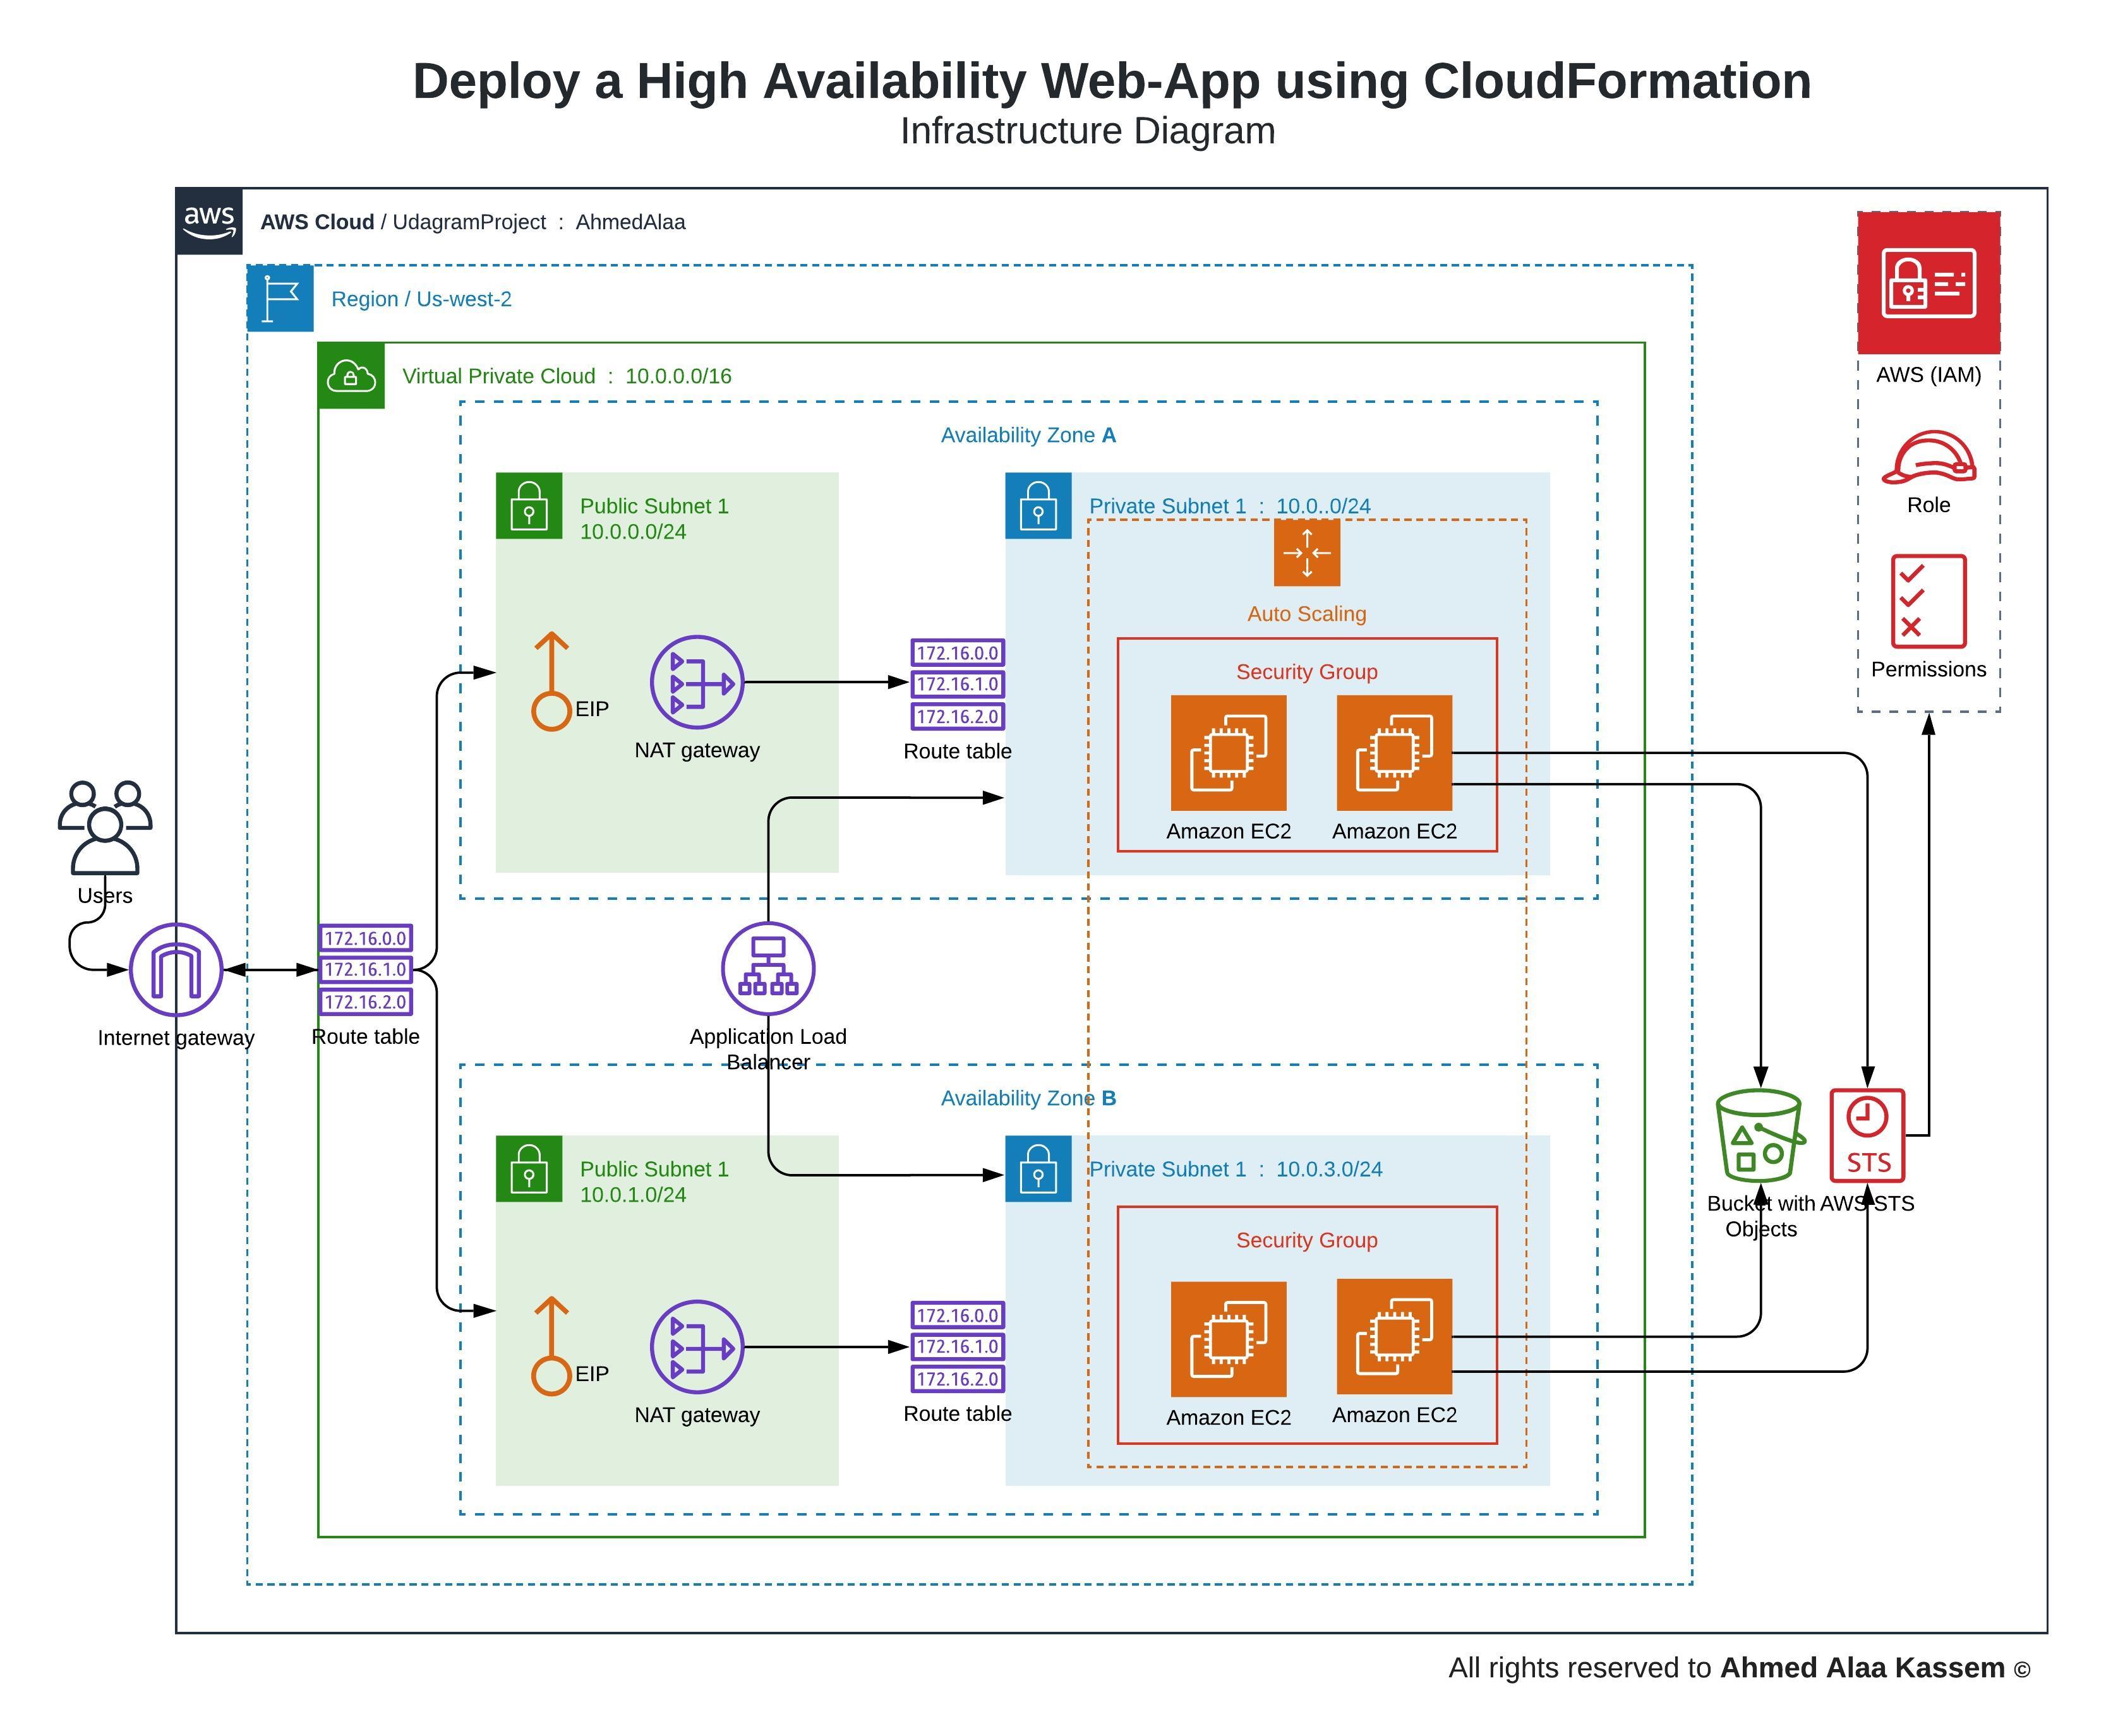 Deploy a High Availability Web-App using CloudFormation
Infrastructure Diagram
aws
AWS Cloud / UdagramProject : AhmedAlaa
Region / Us-west-2
Virtual Private Cloud : 10.0.0.0/16
AWS (IAM)
Role
Permissions
Availability Zone A
Public Subnet 1
10.0.0.0/24
EIP
NAT gateway
172.16.0.0
172.16.1.0
172.16.2.0
Route table
Private Subnet 1 : 10.0..0/24
Auto Scaling
Security Group
Amazon EC2
Amazon EC2
Users
Internet gateway
172.16.0.0
172.16.1.0
172.16.2.0
Route table
Application Load
Balancer
Availability Zone B
Public Subnet 1
10.0.1.0/24
EIP
NAT gateway
172.16.0.0
172.16.1.0
172.16.2.0
Route table
Private Subnet 1 : 10.0.3.0/24
Security Group
Amazon EC2
Amazon EC2
Bucket with
Objects
STS
AWS STS
All rights reserved to Ahmed Alaa Kassem ©